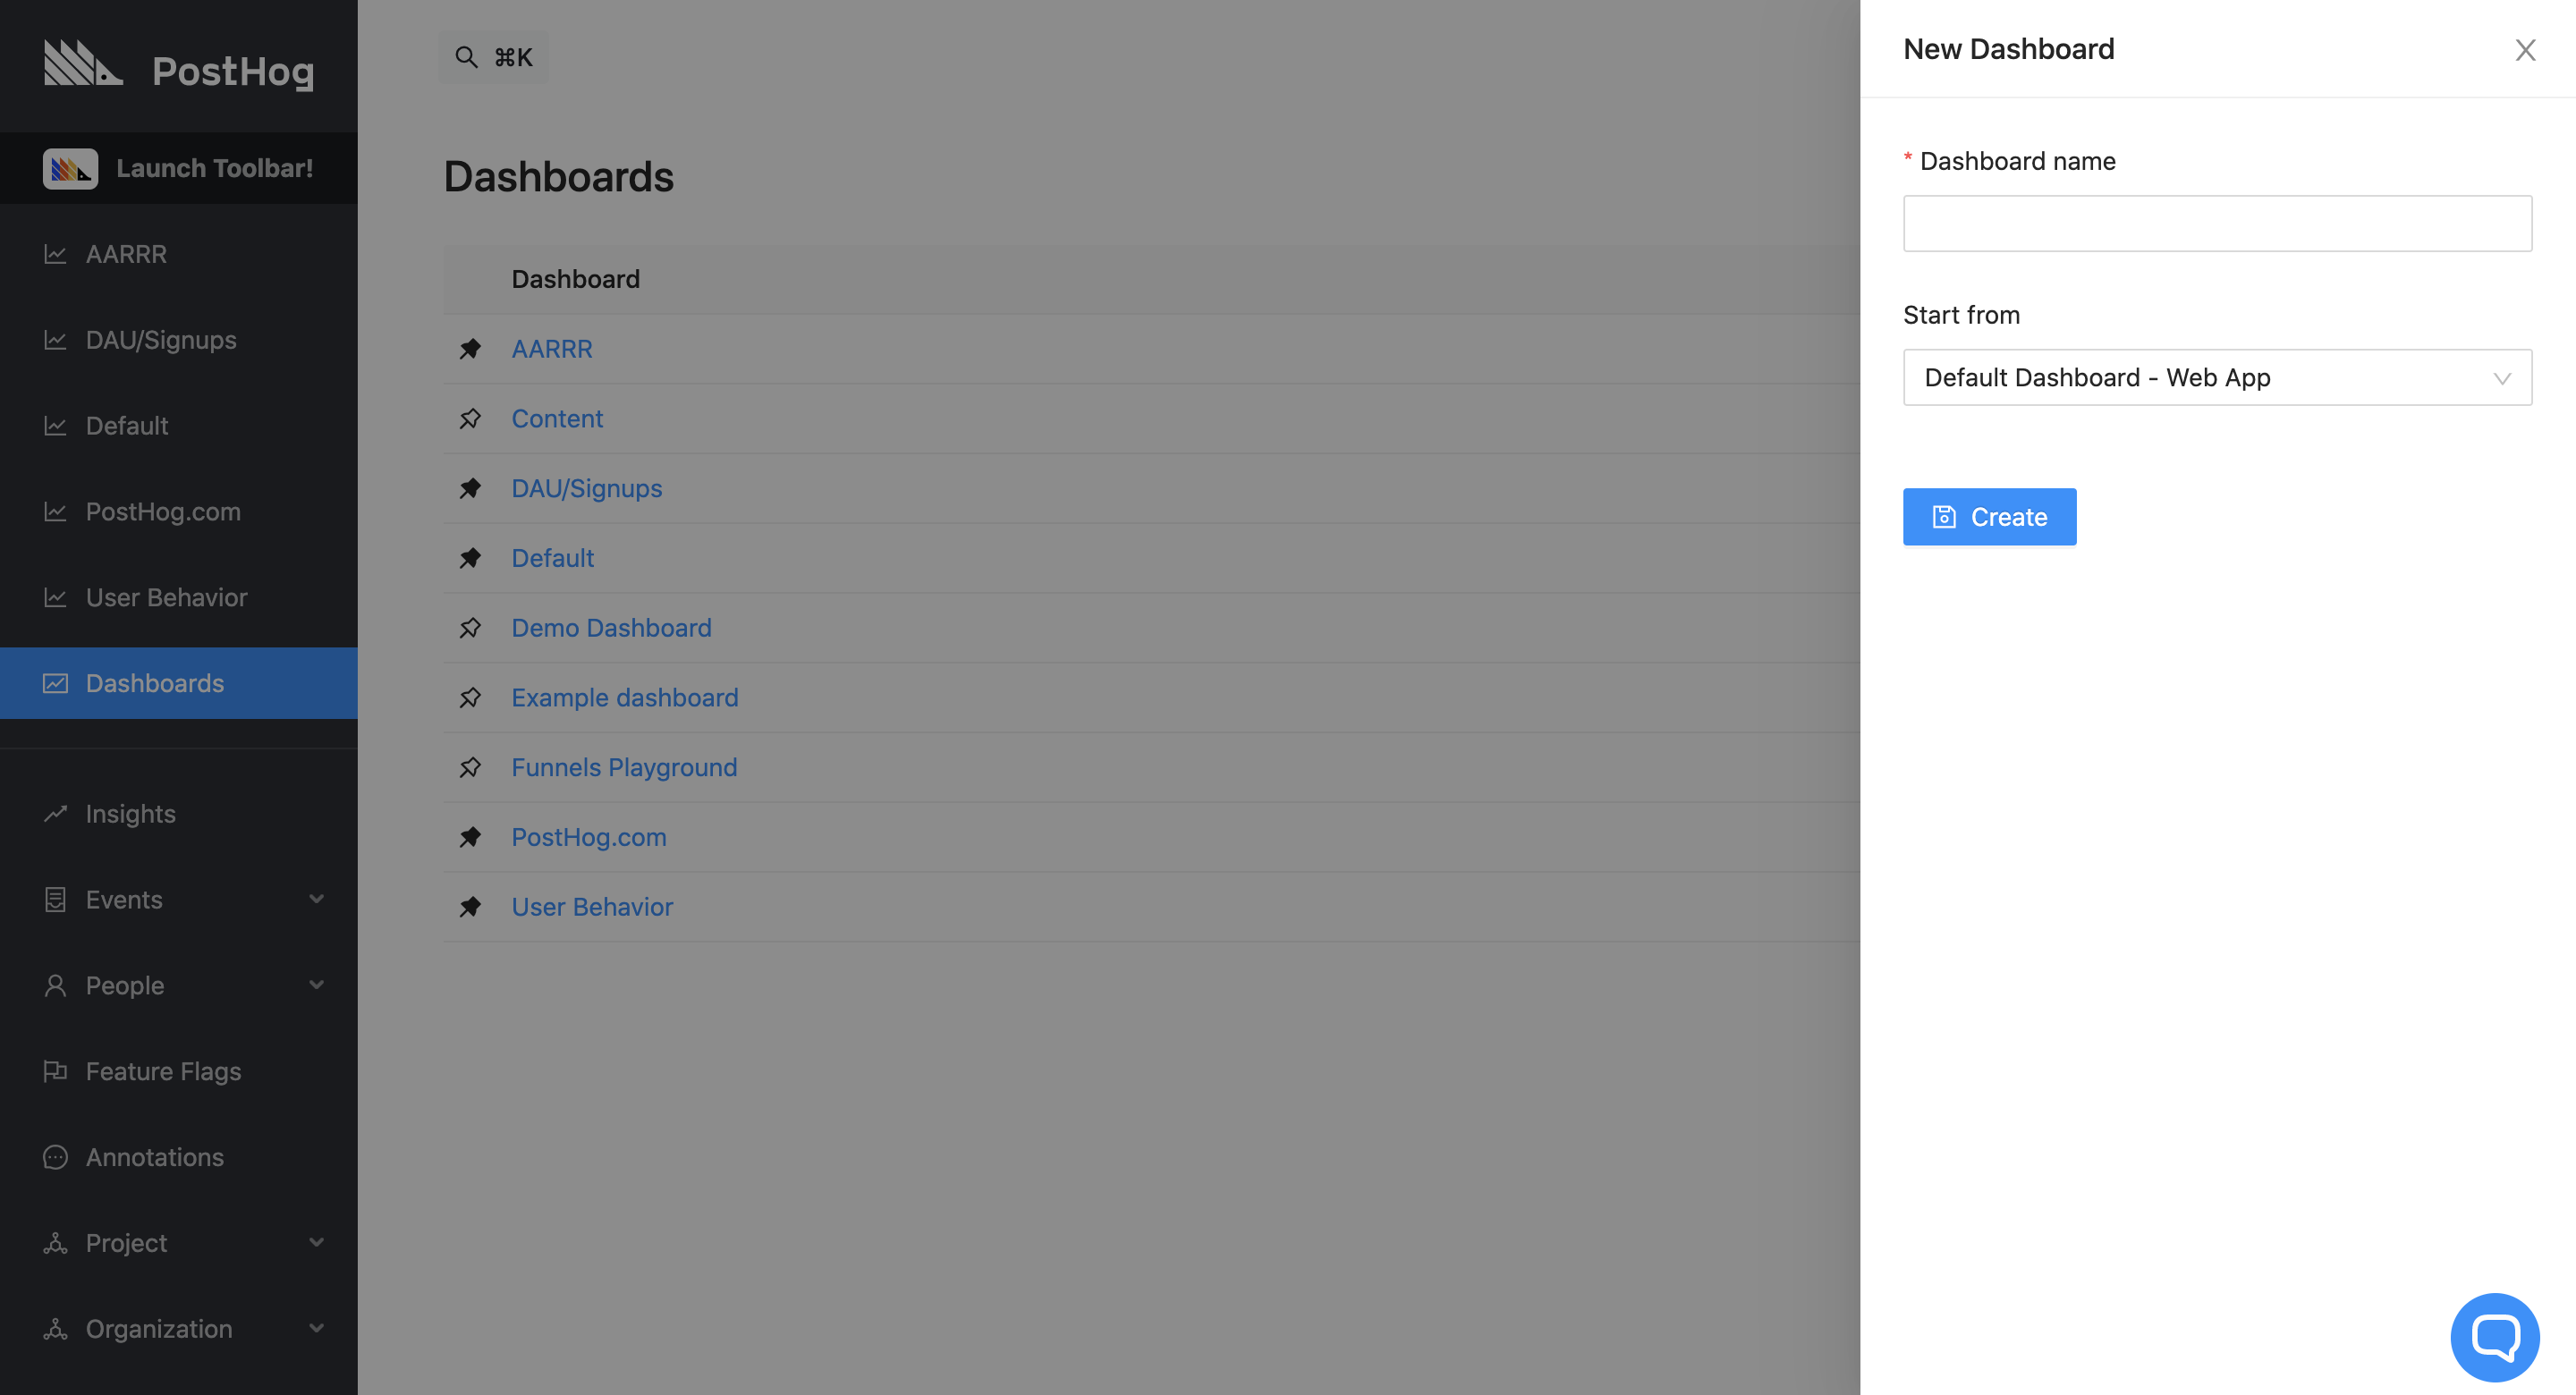 PostHog
Launch Toolbar!
AARRR
DAU/Signups
Default
PostHog.com
User Behavior
Dashboards
Insights
Events
People
Feature Flags
Annotations
Project
Organization
⌘K
Dashboards
Dashboard
AARRR
Content
DAU/Signups
Default
Demo Dashboard
Example dashboard
Funnels Playground
PostHog.com
User Behavior
New Dashboard
* Dashboard name
Start from
Default Dashboard - Web App
Create